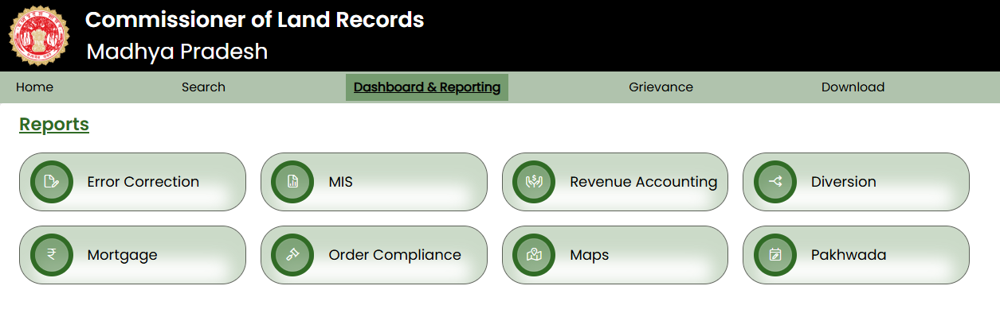 Commissioner of Land Records
Madhya Pradesh
Home Search Dashboard & Reporting Grievance Download
Reports
Error Correction MIS Revenue Accounting Diversion
Mortgage Order Compliance Maps Pakhwada